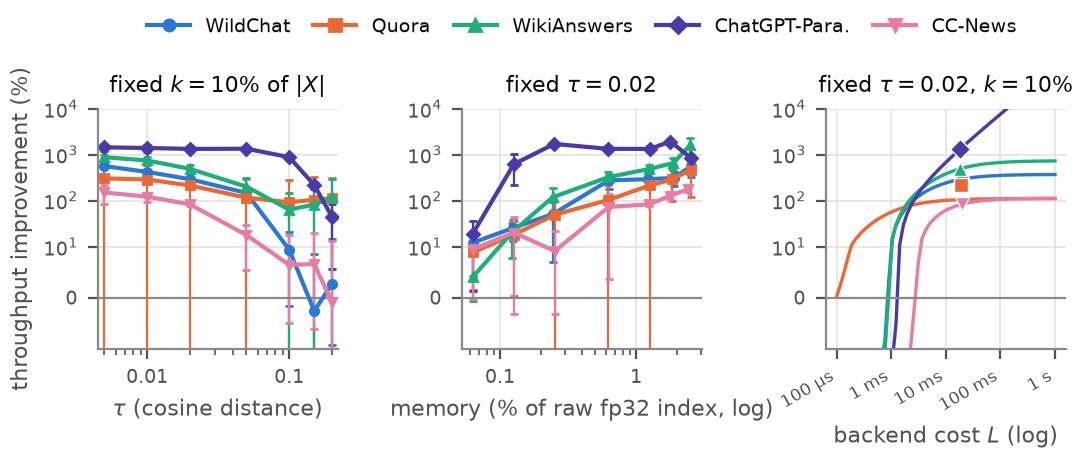 WildChat Quora WikiAnswers ChatGPT-Para. CC-News
throughput improvement (%)
fixed k = 10% of |X|
10⁴
10³
10²
10¹
0
0.01 0.1
τ (cosine distance)
fixed τ = 0.02
10⁴
10³
10²
10¹
0
0.1 1
memory (% of raw fp32 index, log)
fixed τ = 0.02, k = 10%
10⁴
10³
10²
10¹
0
100 µs 1 ms 10 ms 100 ms 1 s
backend cost L (log)